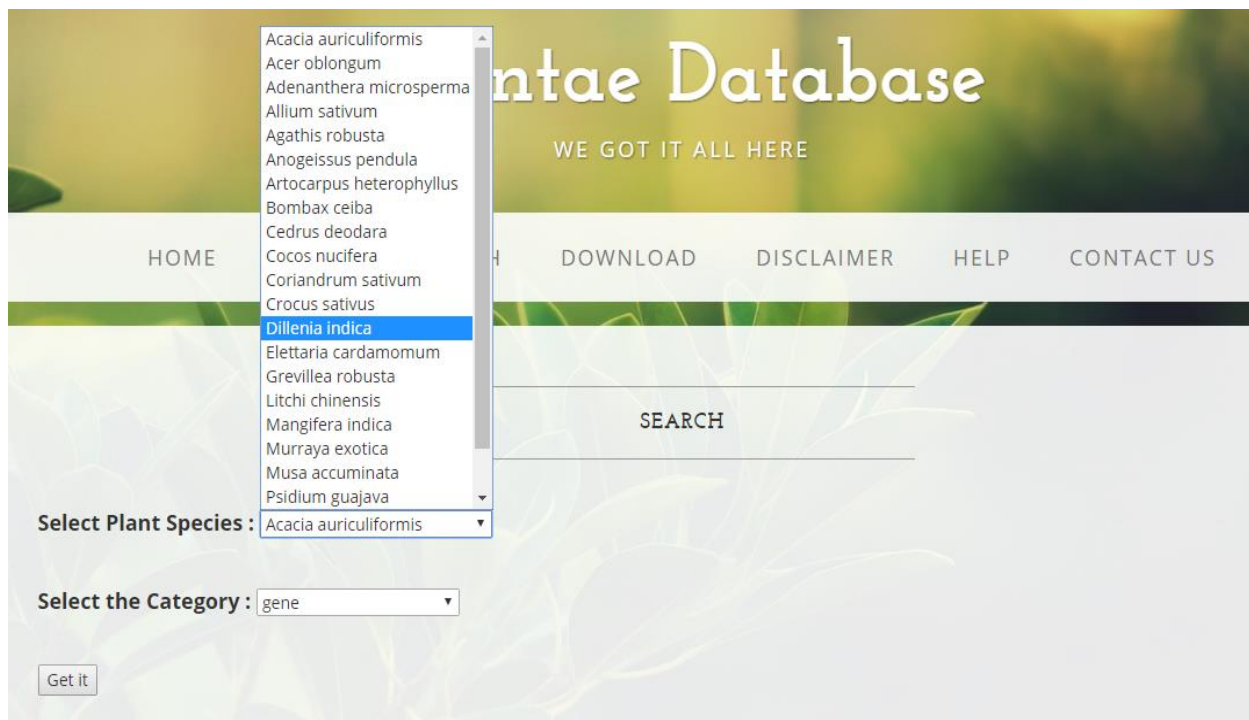 Acacia auriculiformis
Acer oblongum
Adenanthera microsperma
Allium sativum
Agathis robusta
Anogeissus pendula
Artocarpus heterophyllus
Bombax ceiba
Cedrus deodara
Cocos nucifera
Coriandrum sativum
Crocus sativus
Dillenia indica
Elettaria cardamomum
Grevillea robusta
Litchi chinensis
Mangifera indica
Murraya exotica
Musa accuminata
Psidium guajava
ntae Database
WE GOT IT ALL HERE
HOME H DOWNLOAD DISCLAIMER HELP CONTACT US
SEARCH
Select Plant Species : Acacia auriculiformis
Select the Category : gene
Get it